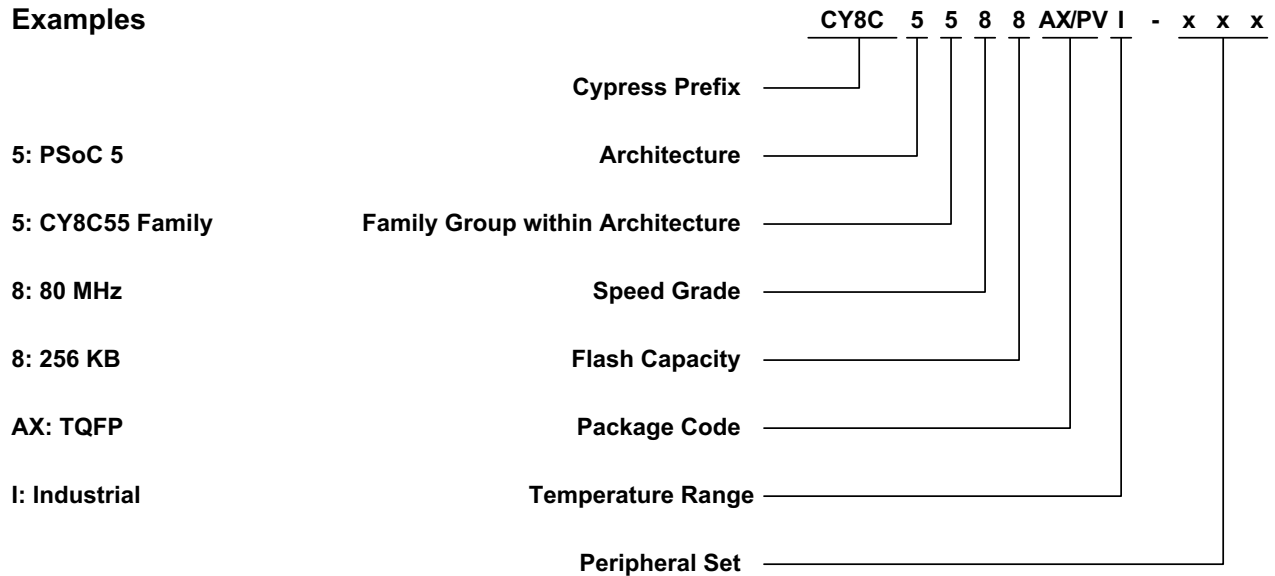 Examples CY8C 5 5 8 8 AX/PV I - x x x
Cypress Prefix
5: PSoC 5 Architecture
5: CY8C55 Family Family Group within Architecture
8: 80 MHz Speed Grade
8: 256 KB Flash Capacity
AX: TQFP Package Code
I: Industrial Temperature Range
Peripheral Set